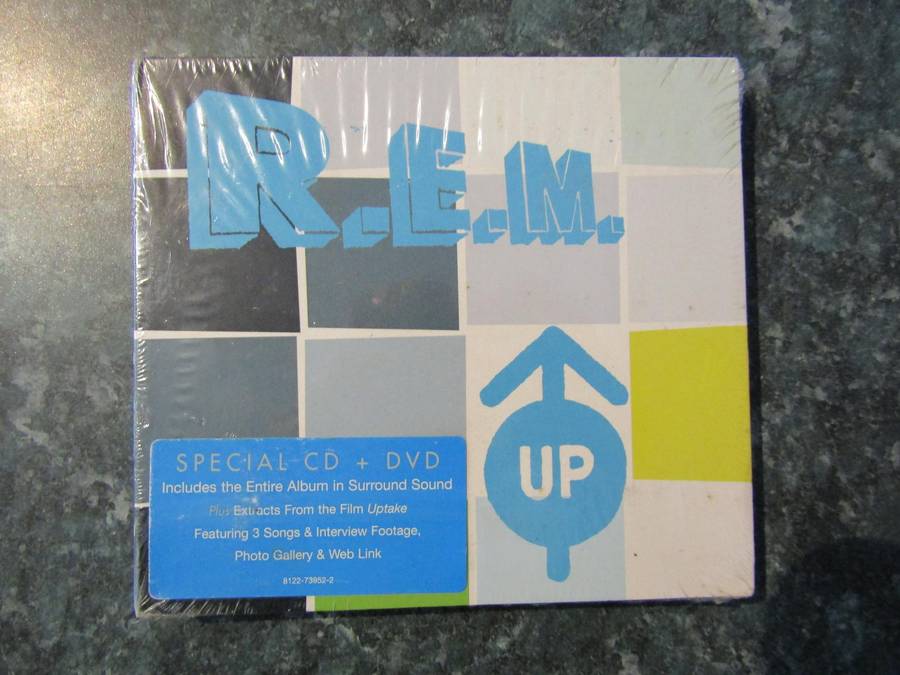 R.E.M.
UP
SPECIAL CD + DVD
Includes the Entire Album in Surround Sound
Plus Extracts From the Film Uptake
Featuring 3 Songs & Interview Footage,
Photo Gallery & Web Link
8122-73952-2